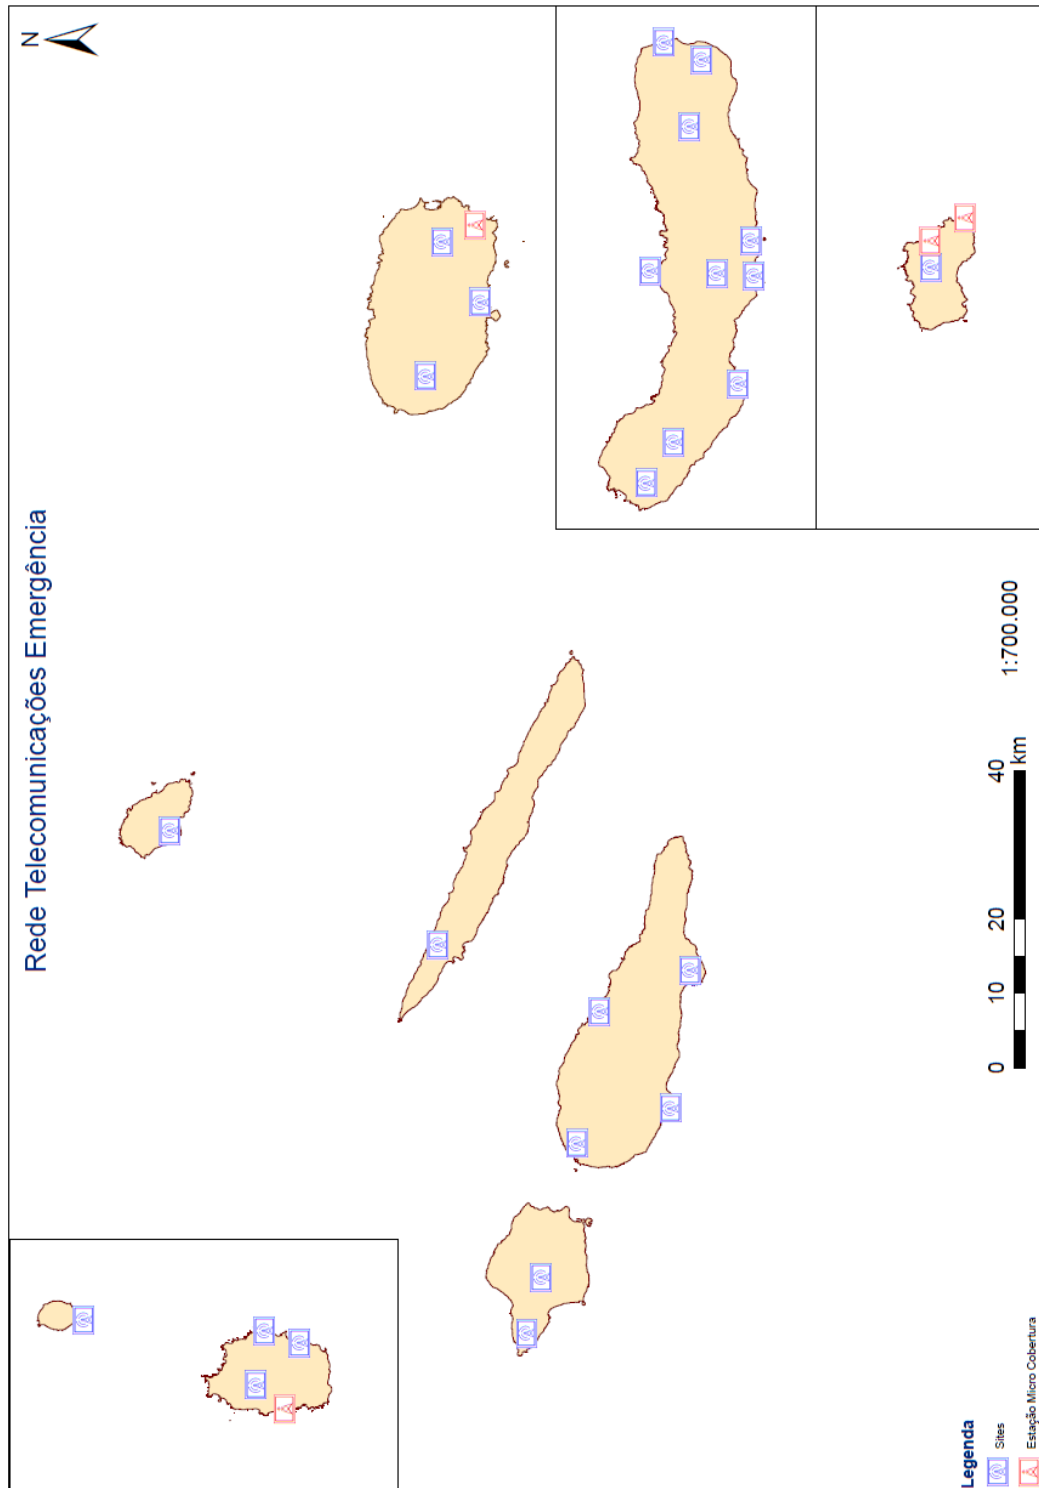 Rede Telecomunicações Emergência
N
Legenda
Sites
Estação Micro Cobertura
0 10 20 40
km
1:700.000